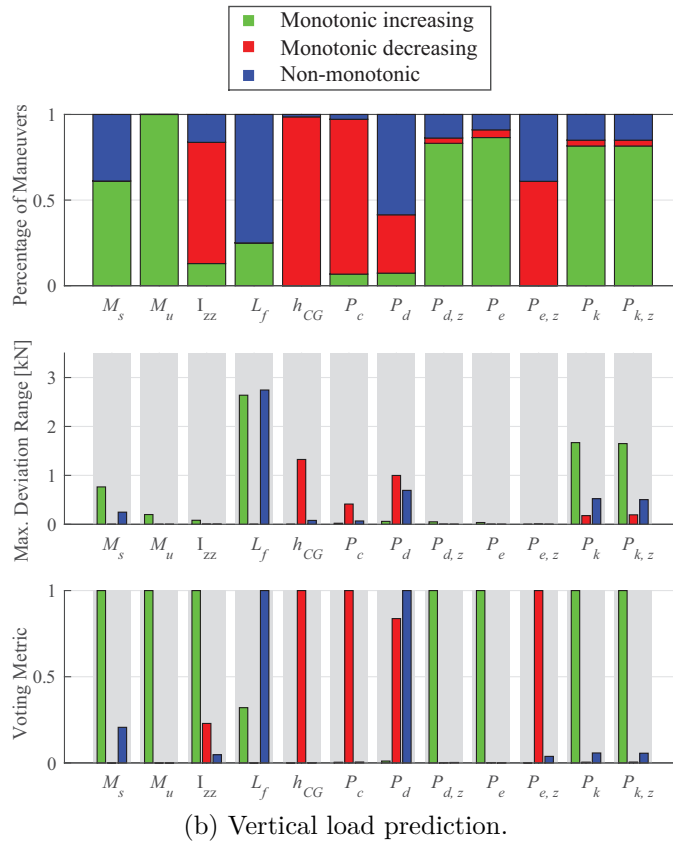 Monotonic increasing
Monotonic decreasing
Non-monotonic
Percentage of Maneuvers
1
0.5
0
M_s M_u I_zz L_f h_CG P_c P_d P_d,z P_e P_e,z P_k P_k,z
Max. Deviation Range [kN]
3
2
1
0
M_s M_u I_zz L_f h_CG P_c P_d P_d,z P_e P_e,z P_k P_k,z
Voting Metric
1
0.5
0
M_s M_u I_zz L_f h_CG P_c P_d P_d,z P_e P_e,z P_k P_k,z
(b) Vertical load prediction.